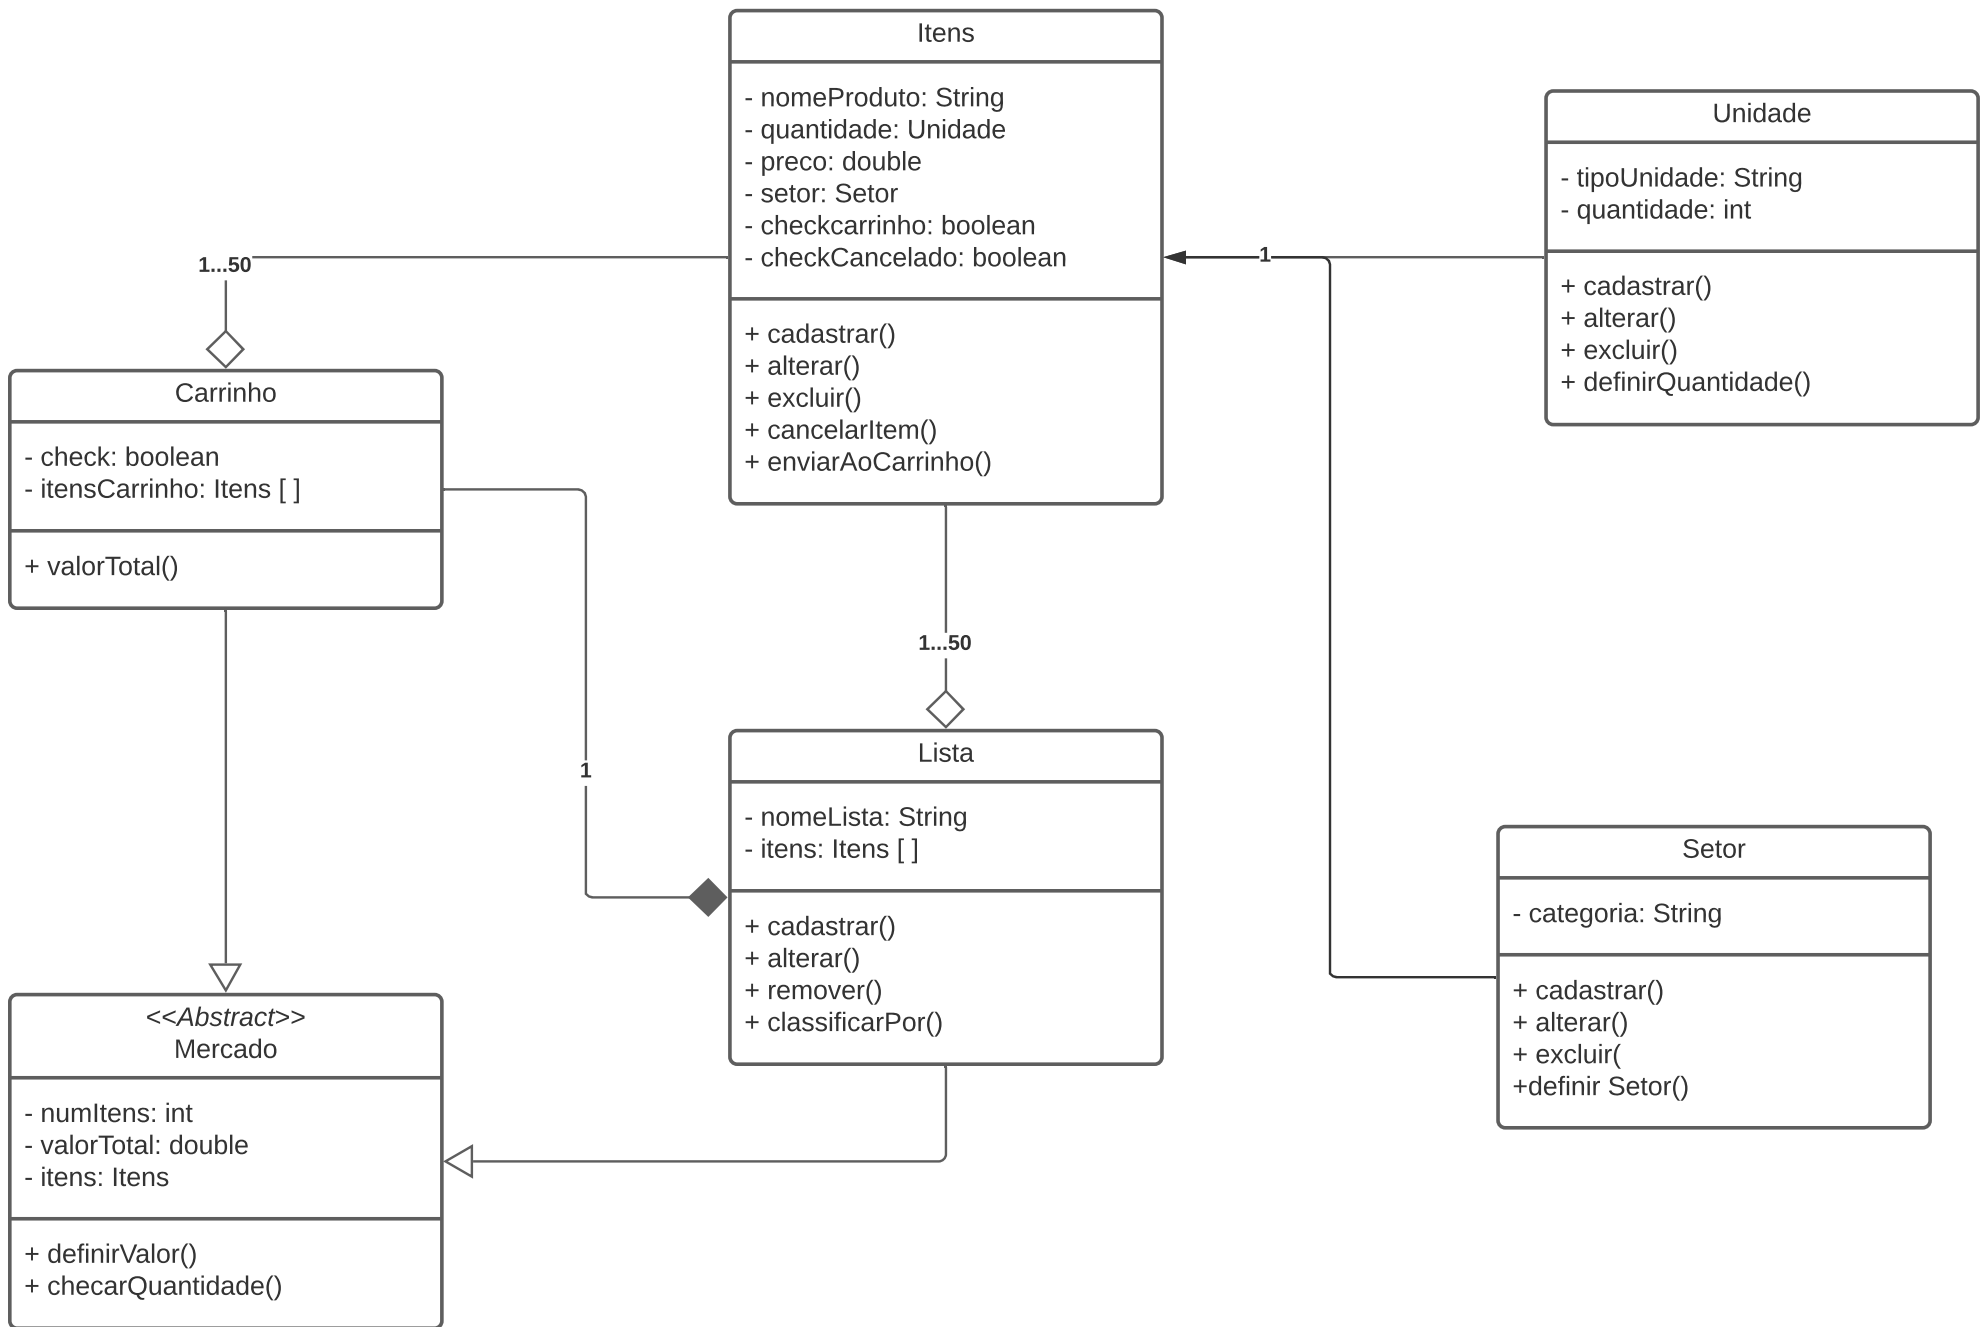 Itens
- nomeProduto: String
- quantidade: Unidade
- preco: double
- setor: Setor
- checkcarrinho: boolean
- checkCancelado: boolean
+ cadastrar()
+ alterar()
+ excluir()
+ cancelarItem()
+ enviarAoCarrinho()
Unidade
- tipoUnidade: String
- quantidade: int
+ cadastrar()
+ alterar()
+ excluir()
+ definirQuantidade()
1
1...50
Carrinho
- check: boolean
- itensCarrinho: Itens [ ]
+ valorTotal()
1...50
1
Lista
- nomeLista: String
- itens: Itens [ ]
+ cadastrar()
+ alterar()
+ remover()
+ classificarPor()
Setor
- categoria: String
+ cadastrar()
+ alterar()
+ excluir(
+definir Setor()
<<Abstract>>
Mercado
- numItens: int
- valorTotal: double
- itens: Itens
+ definirValor()
+ checarQuantidade()